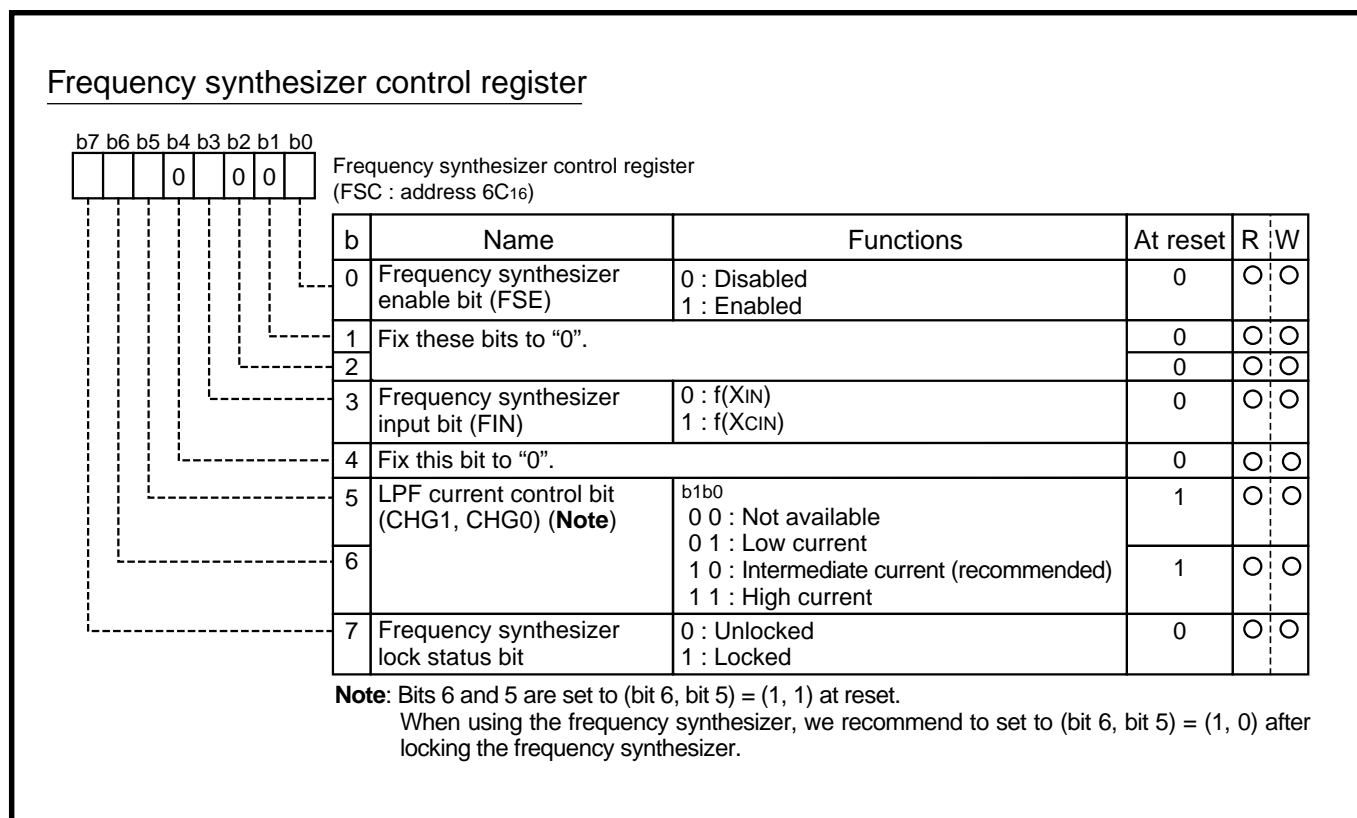 Frequency synthesizer control register
b7 b6 b5 b4 b3 b2 b1 b0
0 0 0
Frequency synthesizer control register
(FSC : address 6C16)
b Name Functions At reset R W
0 Frequency synthesizer enable bit (FSE) 0 : Disabled 0 O O
1 : Enabled
1 Fix these bits to “0”. 0 O O
2 0 O O
3 Frequency synthesizer input bit (FIN) 0 : f(XIN) 0 O O
1 : f(XCIN)
4 Fix this bit to “0”. 0 O O
5 LPF current control bit (CHG1, CHG0) (Note) b1b0 1 O O
0 0 : Not available
0 1 : Low current
6 1 0 : Intermediate current (recommended) 1 O O
1 1 : High current
7 Frequency synthesizer lock status bit 0 : Unlocked 0 O O
1 : Locked
Note: Bits 6 and 5 are set to (bit 6, bit 5) = (1, 1) at reset.
When using the frequency synthesizer, we recommend to set to (bit 6, bit 5) = (1, 0) after
locking the frequency synthesizer.